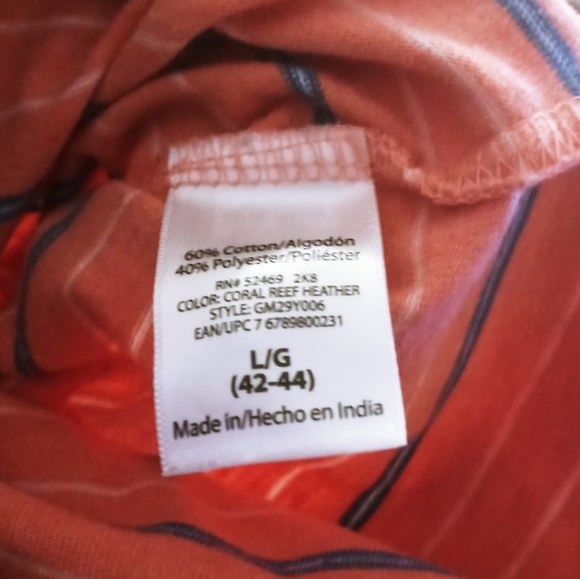 60% Cotton/Algodón
40% Polyester/Poliéster
RN# 52469 2K8
COLOR: CORAL REEF HEATHER
STYLE: GM29Y006
EAN/UPC 7 6789800231
L/G
(42-44)
Made in/Hecho en India